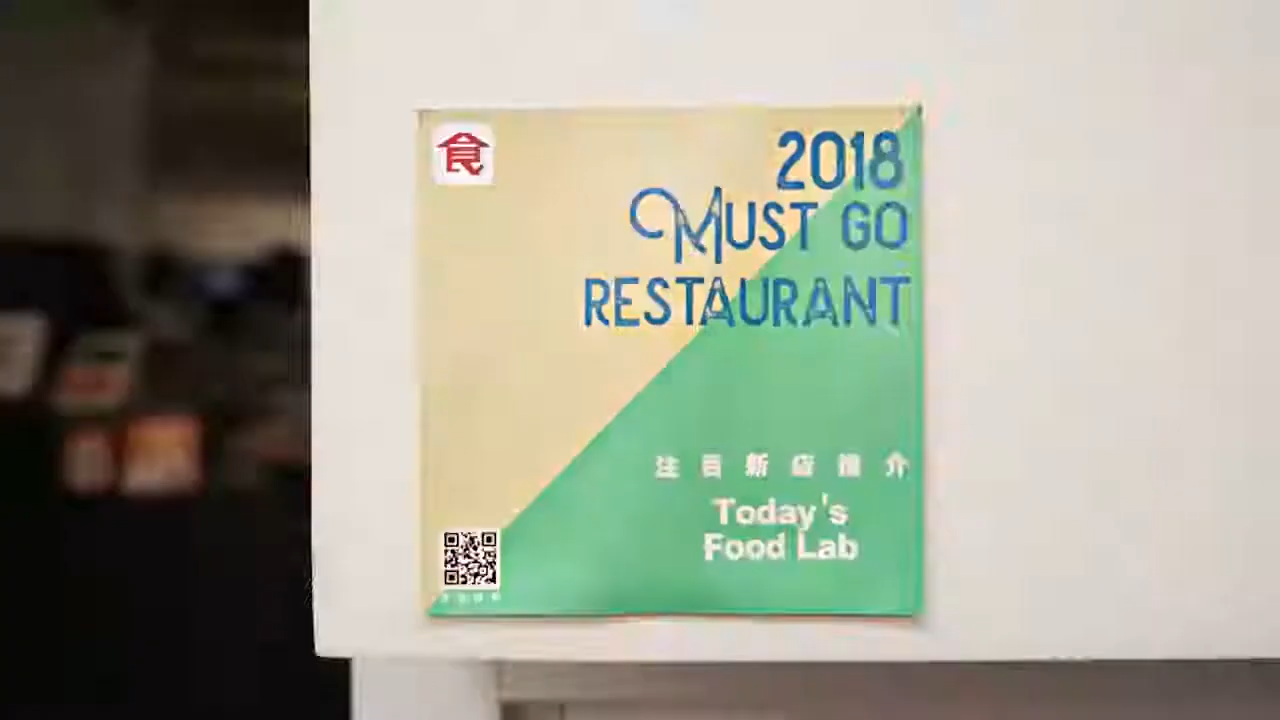 食
2018
MUST GO
RESTAURANT
注目新店推介
Today's
Food Lab